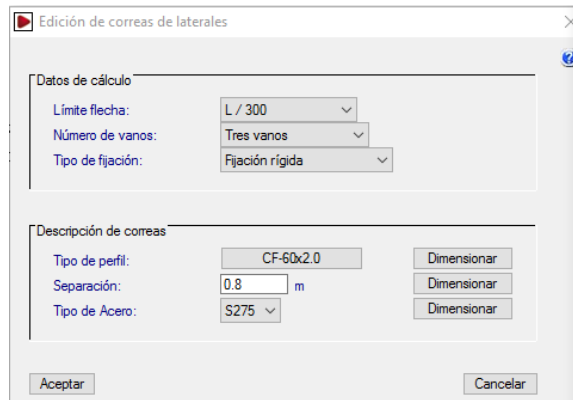 Edición de correas de laterales
Datos de cálculo
Límite flecha: L / 300
Número de vanos: Tres vanos
Tipo de fijación: Fijación rígida
Descripción de correas
Tipo de perfil: CF-60x2.0 Dimensionar
Separación: 0.8 m Dimensionar
Tipo de Acero: S275 Dimensionar
Aceptar Cancelar